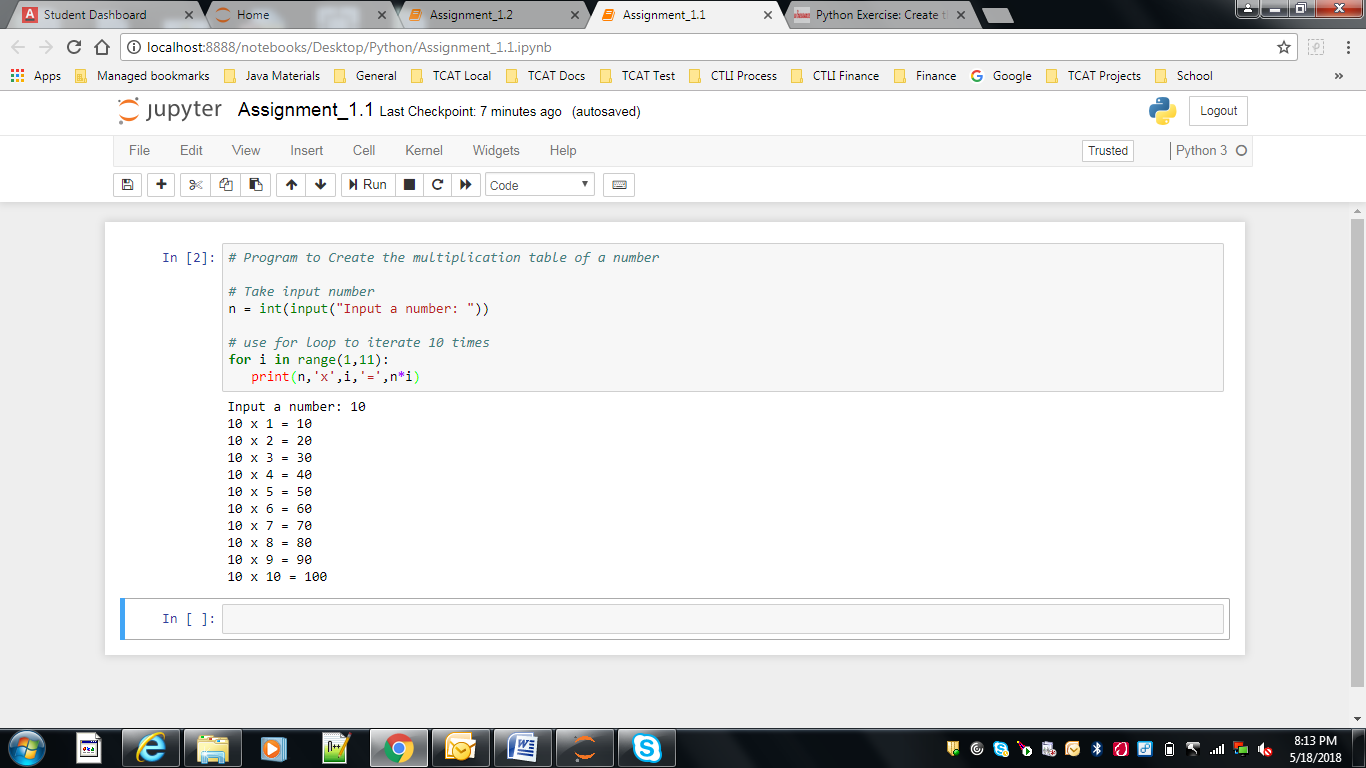 Student Dashboard
Home
Assignment_1.2
Assignment_1.1
Python Exercise: Create t
localhost:8888/notebooks/Desktop/Python/Assignment_1.1.ipynb
Apps Managed bookmarks Java Materials General TCAT Local TCAT Docs TCAT Test CTLI Process CTLI Finance Finance Google TCAT Projects School »
jupyter Assignment_1.1 Last Checkpoint: 7 minutes ago (autosaved) Logout
File Edit View Insert Cell Kernel Widgets Help Trusted Python 3
Run Code
In [2]: # Program to Create the multiplication table of a number
# Take input number
n = int(input("Input a number: "))
# use for loop to iterate 10 times
for i in range(1,11):
   print(n,'x',i,'=',n*i)
Input a number: 10
10 x 1 = 10
10 x 2 = 20
10 x 3 = 30
10 x 4 = 40
10 x 5 = 50
10 x 6 = 60
10 x 7 = 70
10 x 8 = 80
10 x 9 = 90
10 x 10 = 100
In [ ]:
8:13 PM
5/18/2018